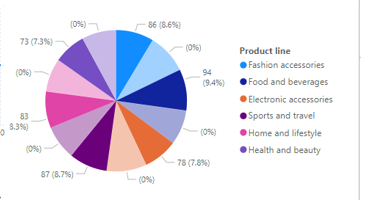 86 (8.6%)
(0%)
94
(9.4%)
(0%)
78 (7.8%)
(0%)
87 (8.7%)
(0%)
83
8.3%)
(0%)
73 (7.3%)
(0%)
0
Product line
Fashion accessories
Food and beverages
Electronic accessories
Sports and travel
Home and lifestyle
Health and beauty